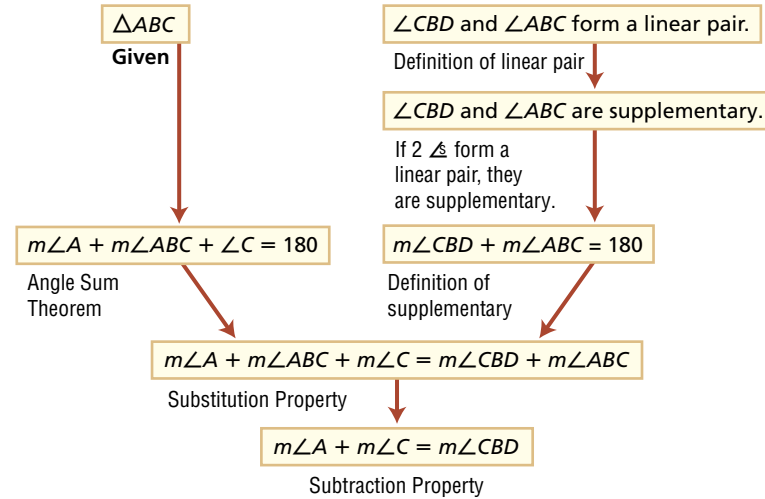 △ABC
Given
∠CBD and ∠ABC form a linear pair.
Definition of linear pair
∠CBD and ∠ABC are supplementary.
If 2 ∠s form a
linear pair, they
are supplementary.
m∠A + m∠ABC + ∠C = 180
Angle Sum
Theorem
m∠CBD + m∠ABC = 180
Definition of
supplementary
m∠A + m∠ABC + m∠C = m∠CBD + m∠ABC
Substitution Property
m∠A + m∠C = m∠CBD
Subtraction Property